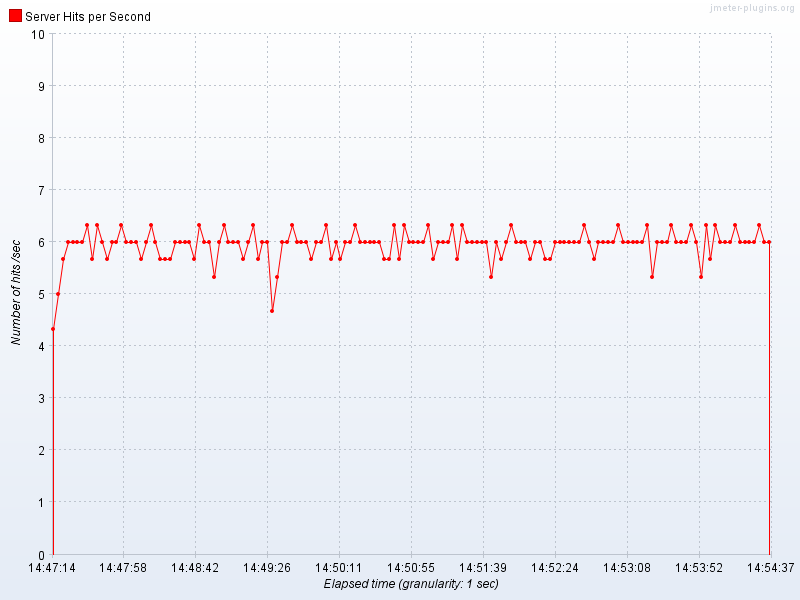 jmeter-plugins.org
Server Hits per Second
10
9
8
7
6
5
4
3
2
1
0
Number of hits /sec
14:47:14 14:47:58 14:48:42 14:49:26 14:50:11 14:50:55 14:51:39 14:52:24 14:53:08 14:53:52 14:54:37
Elapsed time (granularity: 1 sec)